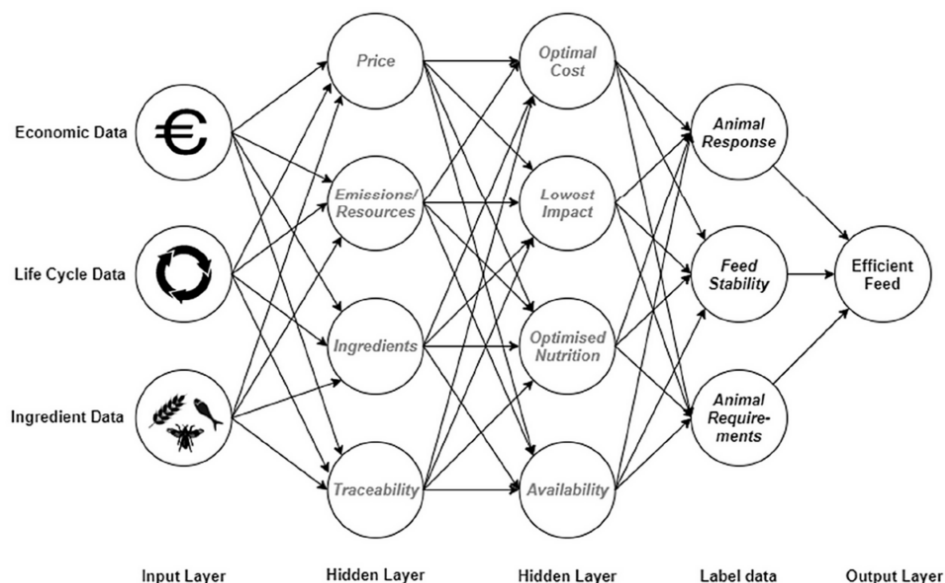 Economic Data
Life Cycle Data
Ingredient Data
€
Price
Emissions/
Resources
Ingredients
Traceability
Optimal
Cost
Lowest
Impact
Optimised
Nutrition
Availability
Animal
Response
Feed
Stability
Animal
Require-
ments
Efficient
Feed
Input Layer
Hidden Layer
Hidden Layer
Label data
Output Layer